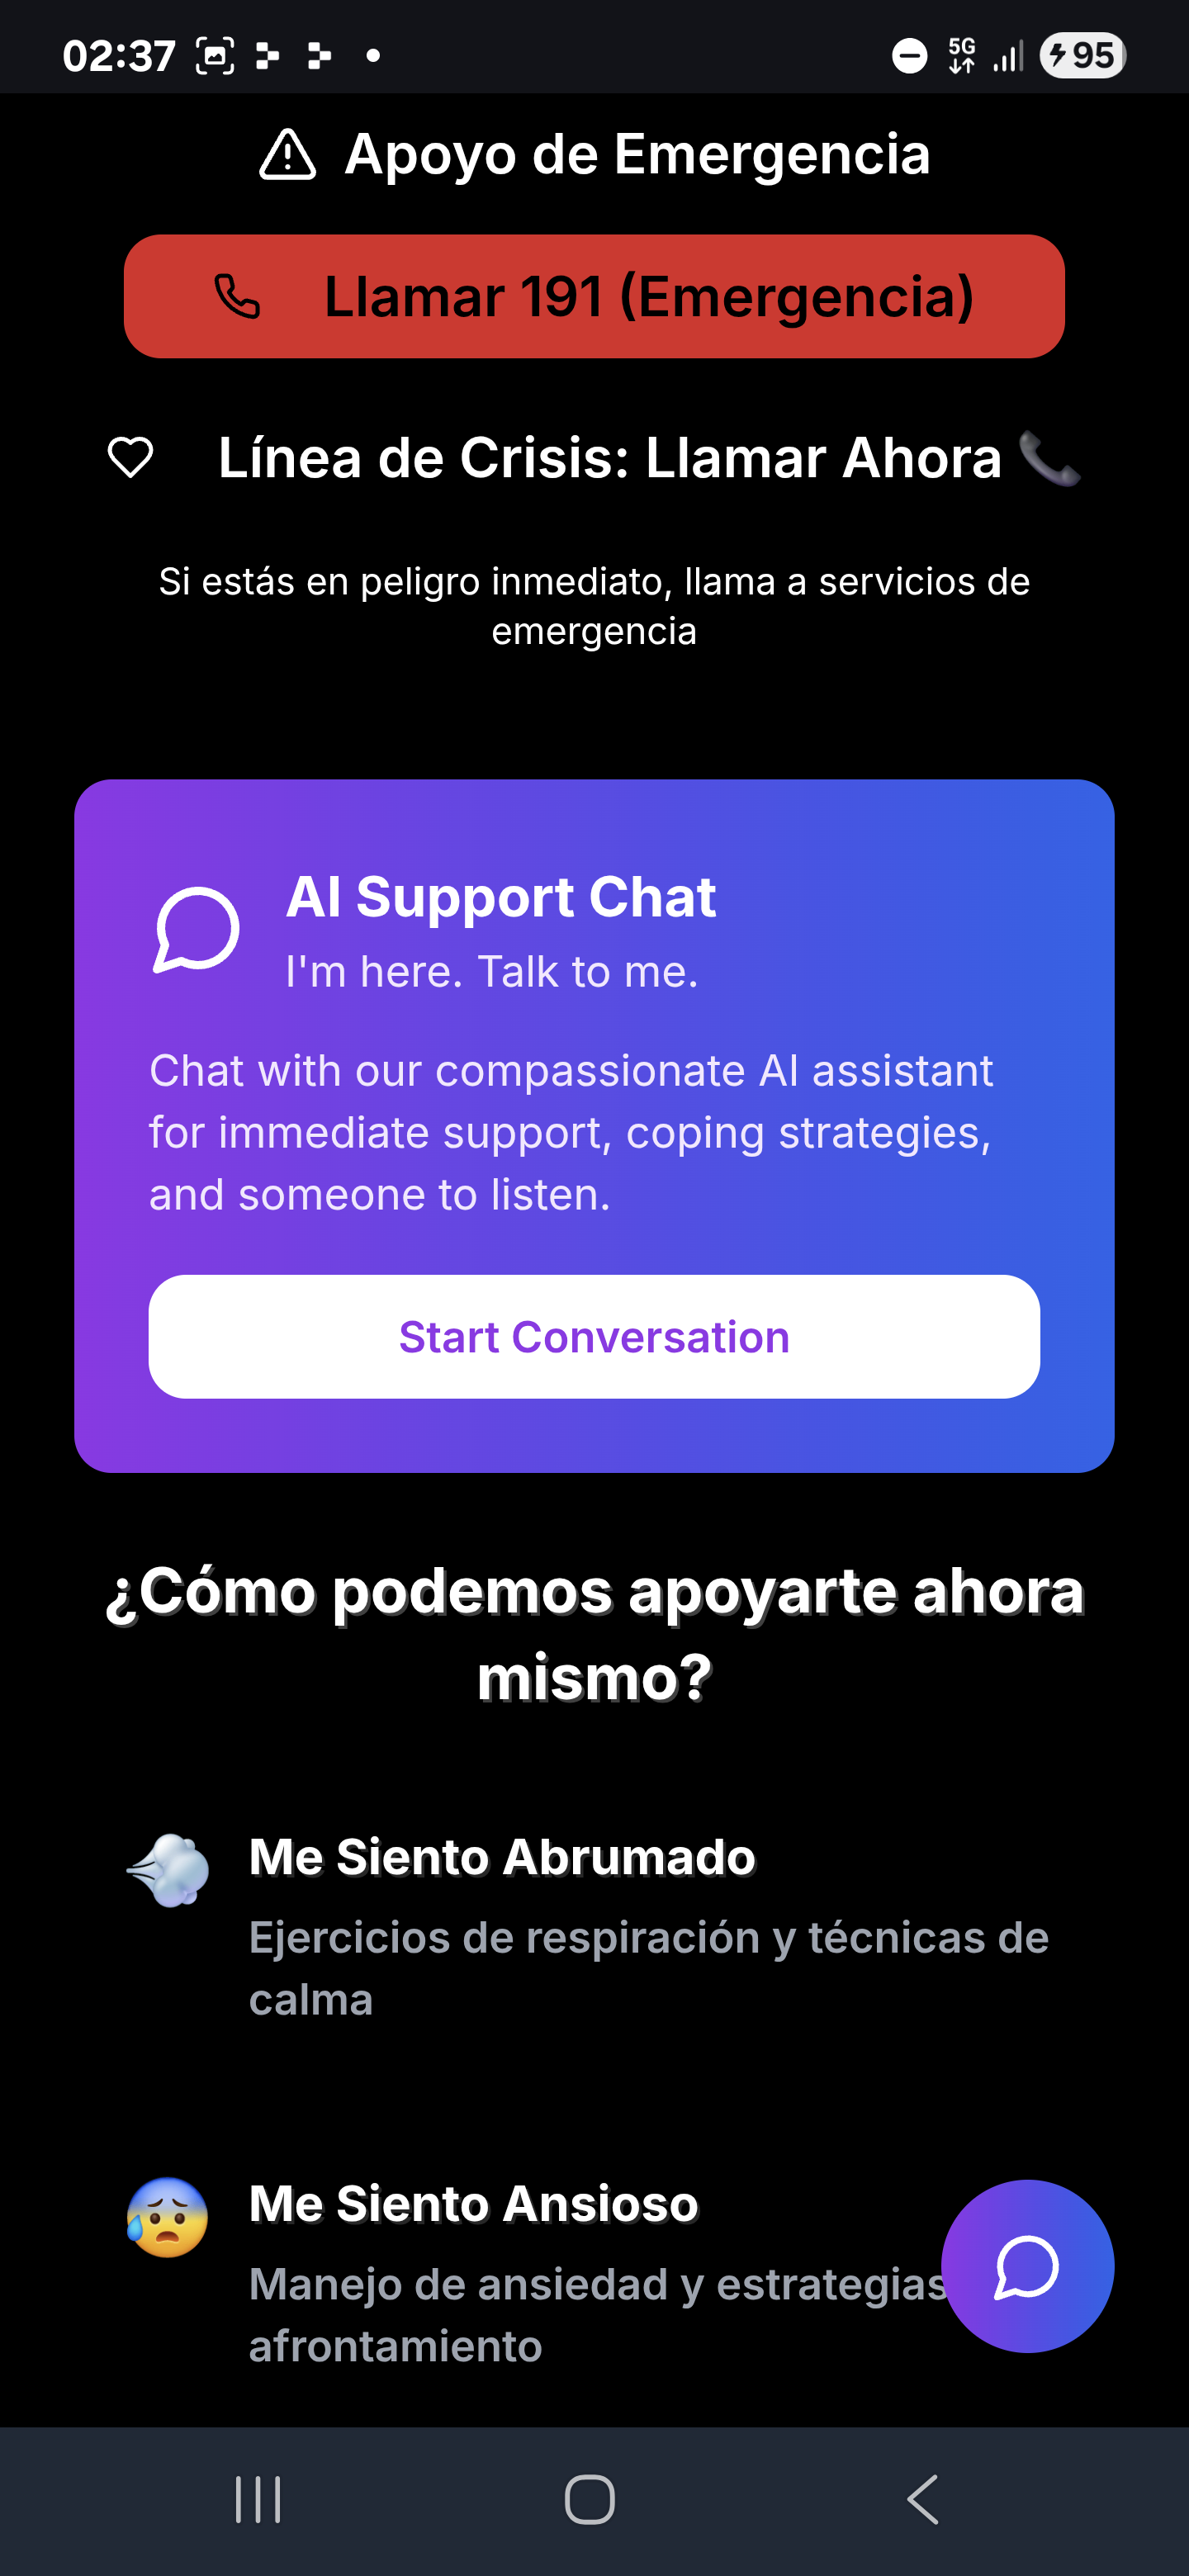 02:37
5G
95
Apoyo de Emergencia
Llamar 191 (Emergencia)
Línea de Crisis: Llamar Ahora 📞
Si estás en peligro inmediato, llama a servicios de
emergencia
AI Support Chat
I'm here. Talk to me.
Chat with our compassionate AI assistant
for immediate support, coping strategies,
and someone to listen.
Start Conversation
¿Cómo podemos apoyarte ahora
mismo?
Me Siento Abrumado
Ejercicios de respiración y técnicas de
calma
Me Siento Ansioso
Manejo de ansiedad y estrategias
afrontamiento